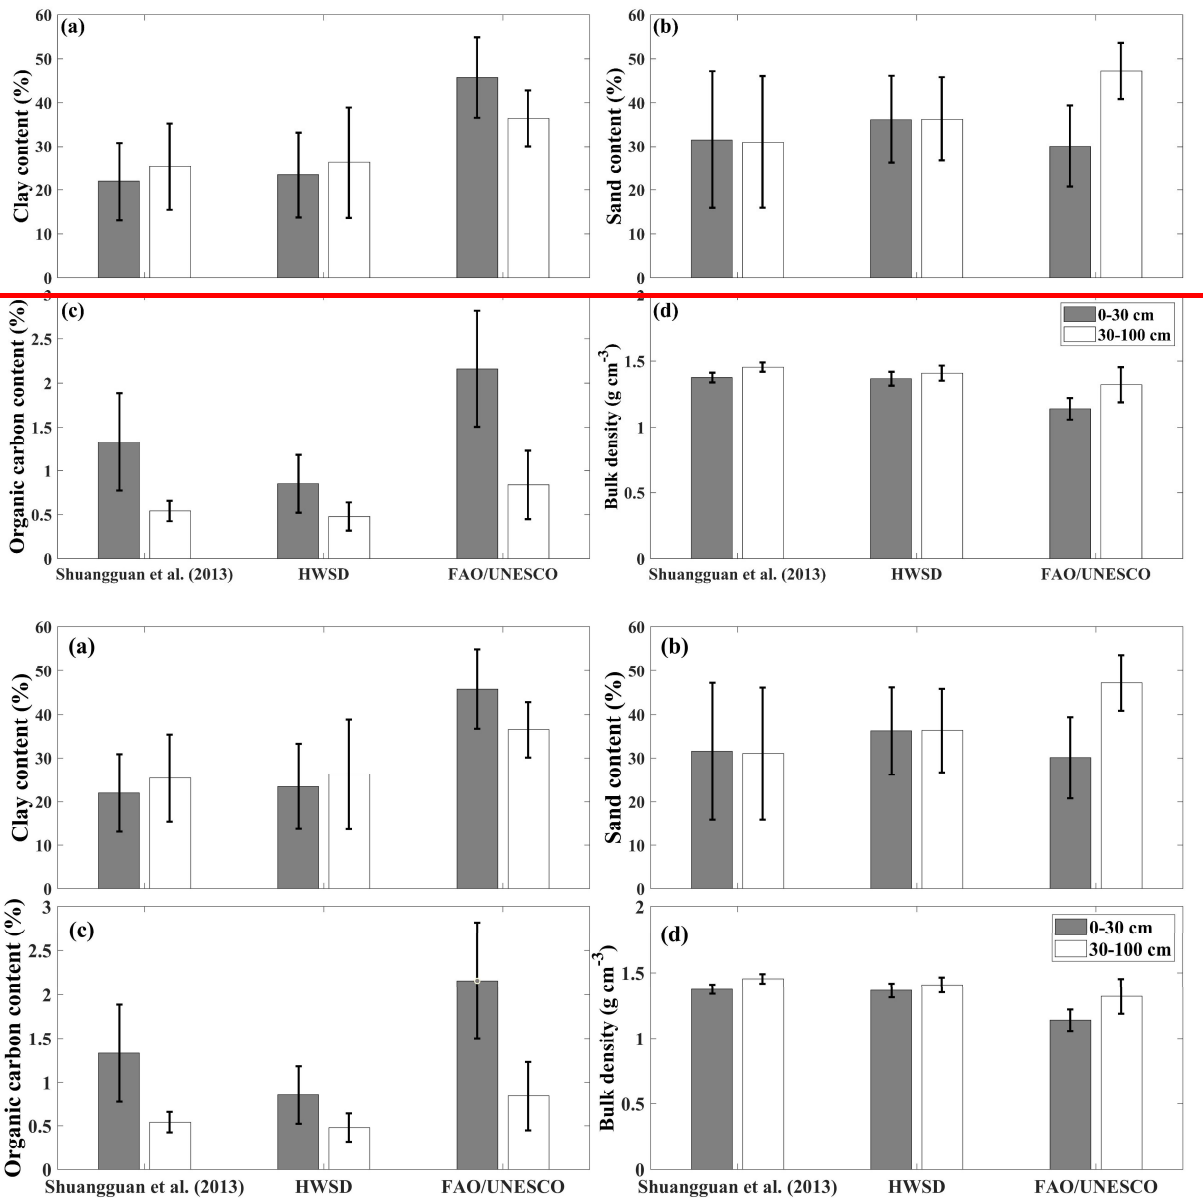 (a)
Clay content (%)
60
50
40
30
20
10
0
(b)
Sand content (%)
60
50
40
30
20
10
0
(c)
Organic carbon content (%)
3
2.5
2
1.5
1
0.5
0
Shuangguan et al. (2013) HWSD FAO/UNESCO
(d)
Bulk density (g cm-3)
2
1.5
1
0.5
0
0-30 cm
30-100 cm
Shuangguan et al. (2013) HWSD FAO/UNESCO
(a)
Clay content (%)
60
50
40
30
20
10
0
(b)
Sand content (%)
60
50
40
30
20
10
0
(c)
Organic carbon content (%)
3
2.5
2
1.5
1
0.5
0
Shuangguan et al. (2013) HWSD FAO/UNESCO
(d)
Bulk density (g cm-3)
2
1.5
1
0.5
0
0-30 cm
30-100 cm
Shuangguan et al. (2013) HWSD FAO/UNESCO